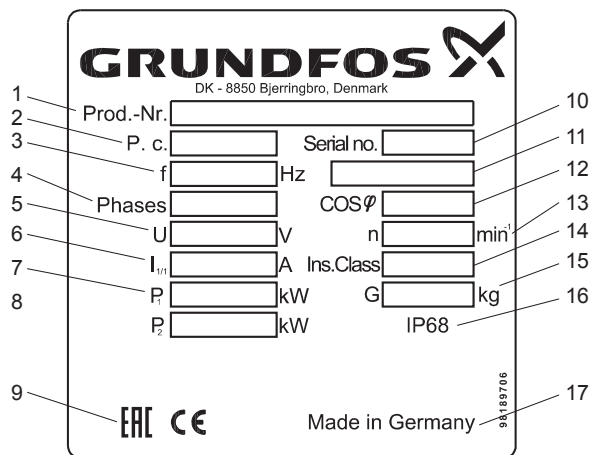 GRUNDFOS
DK - 8850 Bjerringbro, Denmark
1 Prod.-Nr.
2 P. c. Serial no. 10
3 f Hz 11
4 Phases COSφ 12
5 U V n min⁻¹ 13
6 I1/1 A Ins.Class 14
7 P1 kW G kg 15
8 P2 kW IP68 16
9 EAC CE Made in Germany 17
98189706